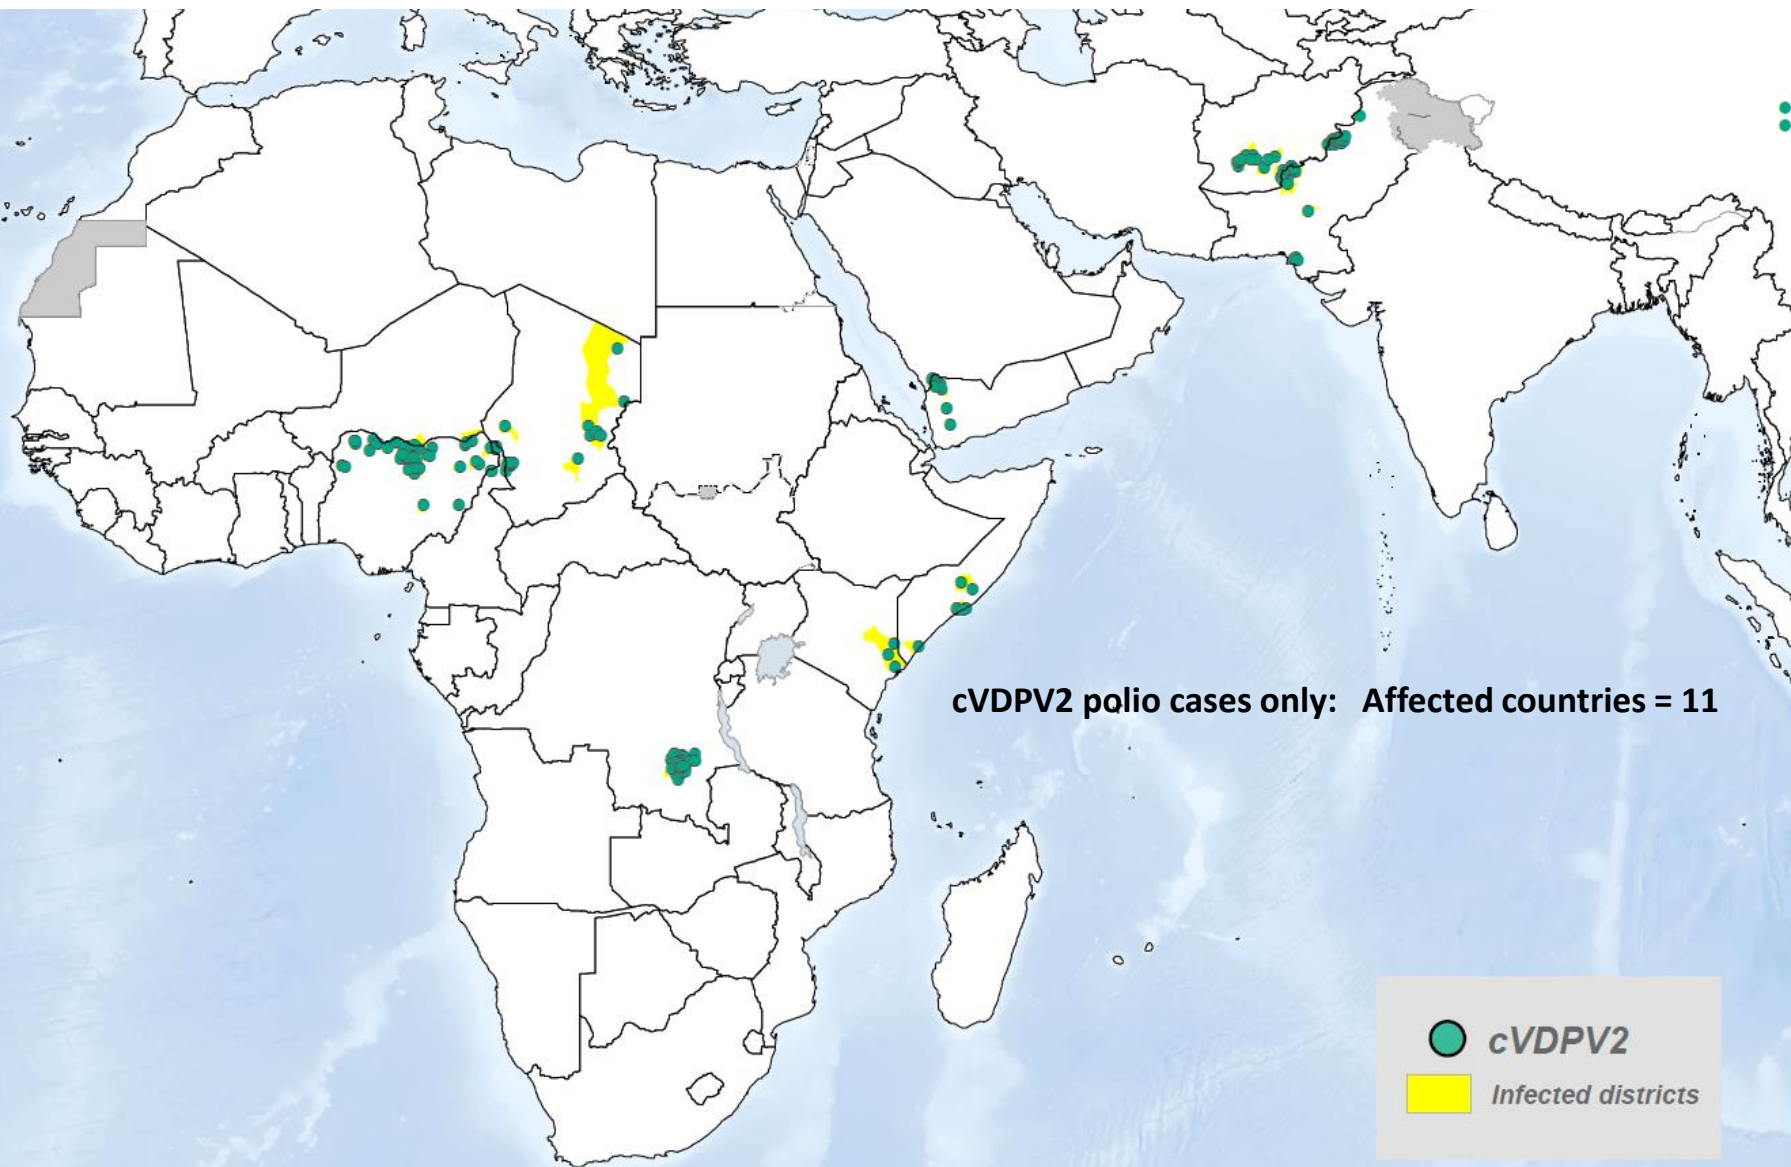 cVDPV2 polio cases only: Affected countries = 11
cVDPV2
Infected districts